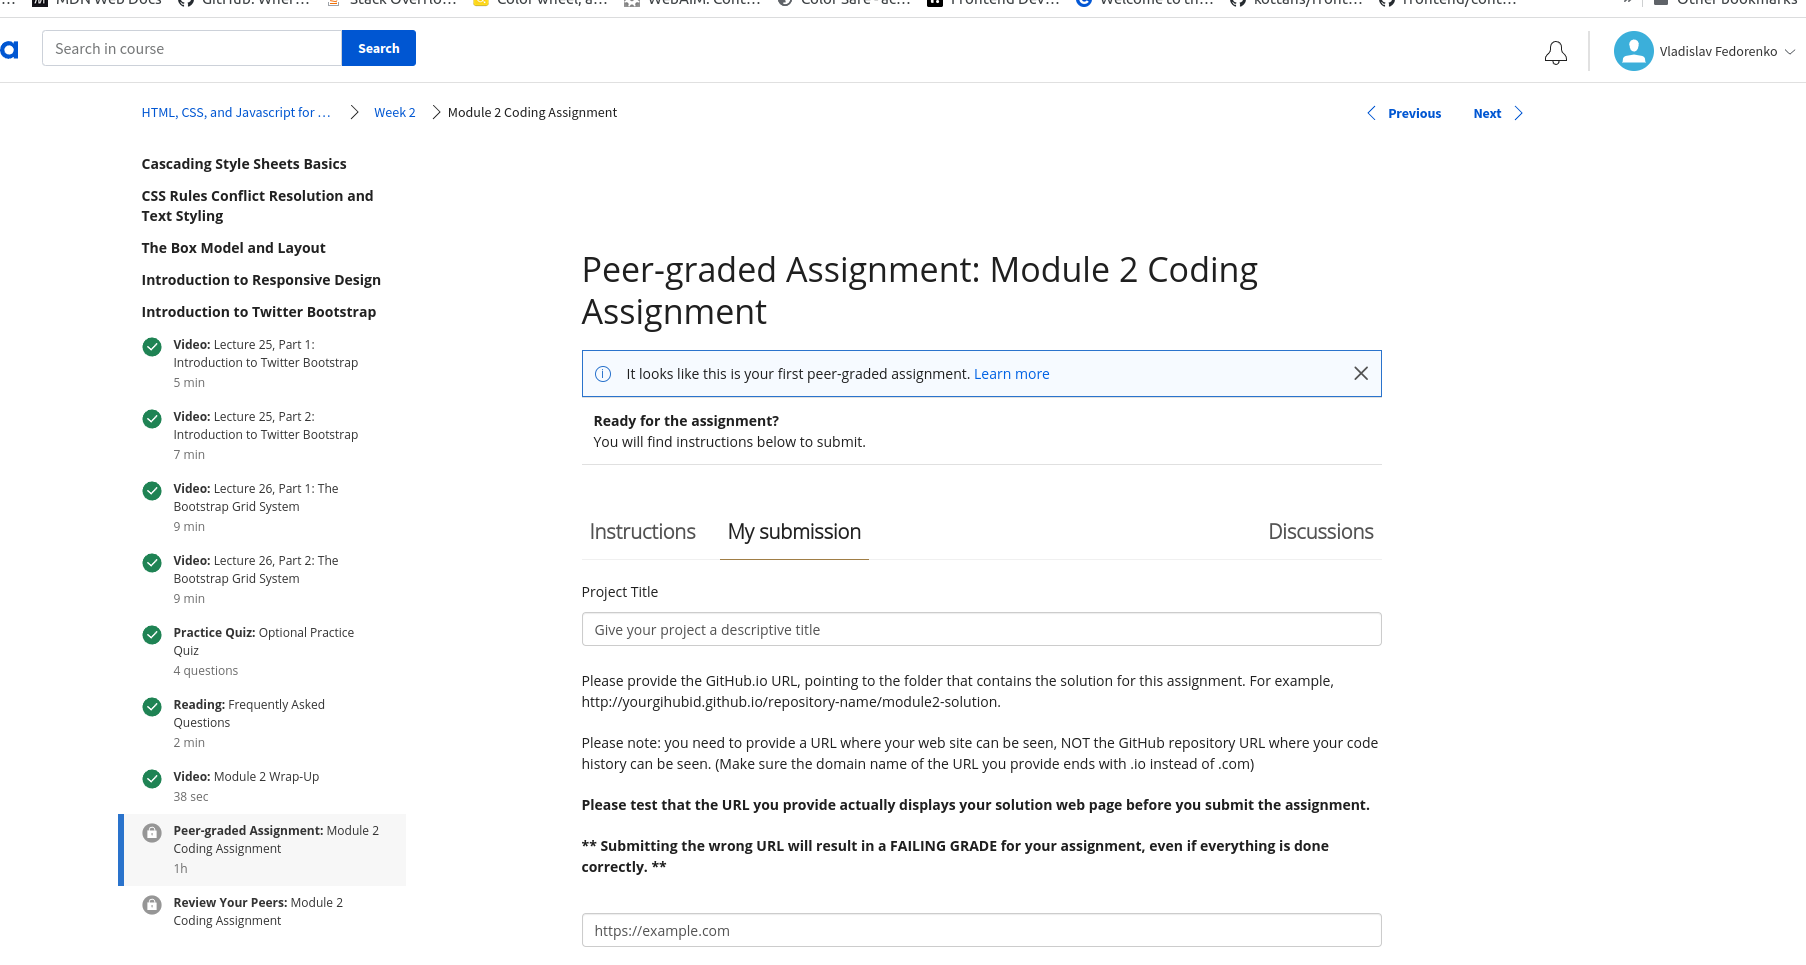 MDN Web Docs
GitHub: Wher...
Stack Overflo...
Color wheel, a...
WebAIM: Cont...
Color Safe - ac...
Frontend Dev...
Welcome to th...
kottans/front...
frontend/cont...
Other Bookmarks
a
Search in course
Search
Vladislav Fedorenko
HTML, CSS, and Javascript for ...
Week 2
Module 2 Coding Assignment
Previous
Next
Cascading Style Sheets Basics
CSS Rules Conflict Resolution and
Text Styling
The Box Model and Layout
Introduction to Responsive Design
Introduction to Twitter Bootstrap
Video: Lecture 25, Part 1:
Introduction to Twitter Bootstrap
5 min
Video: Lecture 25, Part 2:
Introduction to Twitter Bootstrap
7 min
Video: Lecture 26, Part 1: The
Bootstrap Grid System
9 min
Video: Lecture 26, Part 2: The
Bootstrap Grid System
9 min
Practice Quiz: Optional Practice
Quiz
4 questions
Reading: Frequently Asked
Questions
2 min
Video: Module 2 Wrap-Up
38 sec
Peer-graded Assignment: Module 2
Coding Assignment
1h
Review Your Peers: Module 2
Coding Assignment
Peer-graded Assignment: Module 2 Coding
Assignment
It looks like this is your first peer-graded assignment. Learn more
Ready for the assignment?
You will find instructions below to submit.
Instructions
My submission
Discussions
Project Title
Give your project a descriptive title
Please provide the GitHub.io URL, pointing to the folder that contains the solution for this assignment. For example,
http://yourgihubid.github.io/repository-name/module2-solution.
Please note: you need to provide a URL where your web site can be seen, NOT the GitHub repository URL where your code
history can be seen. (Make sure the domain name of the URL you provide ends with .io instead of .com)
Please test that the URL you provide actually displays your solution web page before you submit the assignment.
** Submitting the wrong URL will result in a FAILING GRADE for your assignment, even if everything is done
correctly. **
https://example.com